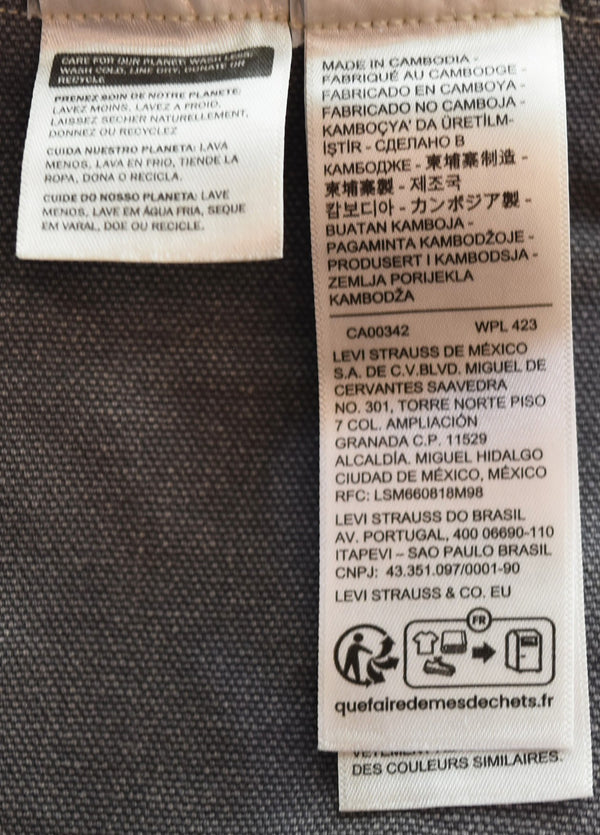 CARE FOR OUR PLANET: WASH LESS,
WASH COLD, LINE DRY, DONATE OR
RECYCLE
PRENEZ SOIN DE NOTRE PLANETE:
LAVEZ MOINS, LAVEZ A FROID,
LAISSEZ SECHER NATURELLEMENT,
DONNEZ OU RECYCLEZ
CUIDA NUESTRO PLANETA: LAVA
MENOS, LAVA EN FRIO, TIENDE LA
ROPA, DONA O RECICLA.
CUIDE DO NOSSO PLANETA: LAVE
MENOS, LAVE EM ÁGUA FRIA, SEQUE
EM VARAL, DOE OU RECICLE.
MADE IN CAMBODIA -
FABRIQUÉ AU CAMBODGE -
FABRICADO EN CAMBOYA -
FABRICADO NO CAMBOJA -
KAMBOÇYA' DA ÜRETİLM-
İŞTİR - СДЕЛАНО В
КАМБОДЖЕ - 柬埔寨制造 -
柬埔寨製 - 제조국
캄보디아 - カンボジア製 -
BUATAN KAMBOJA -
PAGAMINTA KAMBODŽOJE -
PRODUSERT I KAMBODSJA -
ZEMLJA PORIJEKLA
KAMBODŽA
CA00342 WPL 423
LEVI STRAUSS DE MÉXICO
S.A. DE C.V.BLVD. MIGUEL DE
CERVANTES SAAVEDRA
NO. 301, TORRE NORTE PISO
7 COL. AMPLIACIÓN
GRANADA C.P. 11529
ALCALDÍA. MIGUEL HIDALGO
CIUDAD DE MÉXICO, MÉXICO
RFC: LSM660818M98
LEVI STRAUSS DO BRASIL
AV. PORTUGAL, 400 06690-110
ITAPEVI – SAO PAULO BRASIL
CNPJ: 43.351.097/0001-90
LEVI STRAUSS & CO. EU
FR
quefairedemesdechets.fr
DES COULEURS SIMILAIRES.